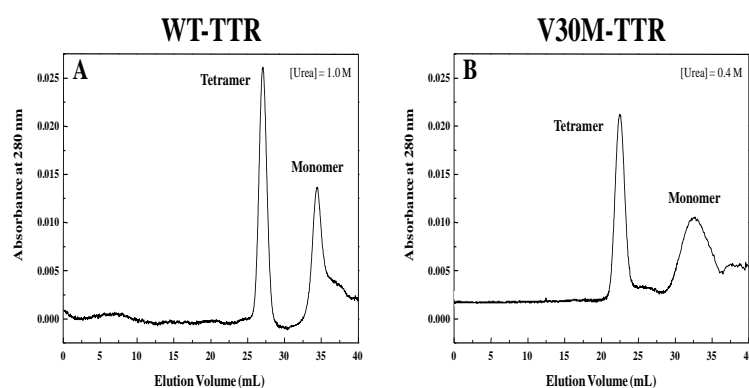 WT-TTR
A
[Urea] = 1.0 M
Tetramer
Monomer
Absorbance at 280 nm
0.025
0.020
0.015
0.010
0.005
0.000
0 5 10 15 20 25 30 35 40
Elution Volume (mL)
V30M-TTR
B
[Urea] = 0.4 M
Tetramer
Monomer
Absorbance at 280 nm
0.025
0.020
0.015
0.010
0.005
0.000
0 5 10 15 20 25 30 35 40
Elution Volume (mL)